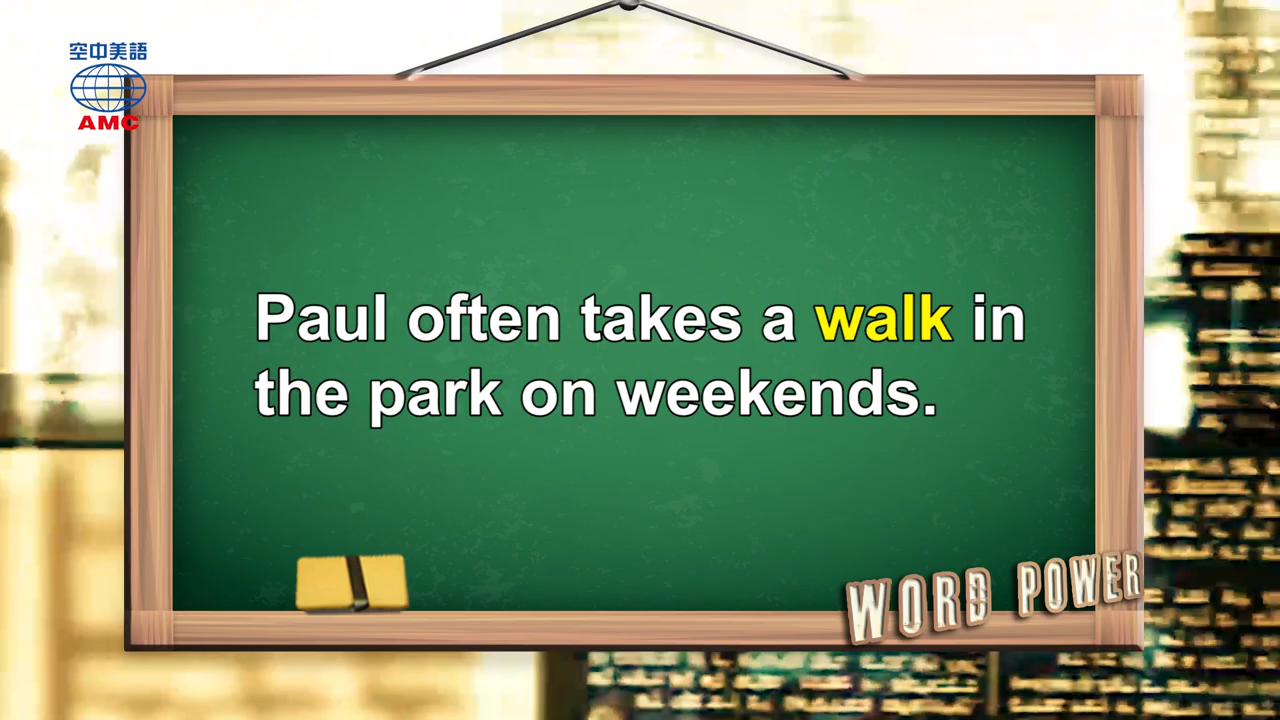 空中美語
AMC
Paul often takes a walk in
the park on weekends.
WORD POWER